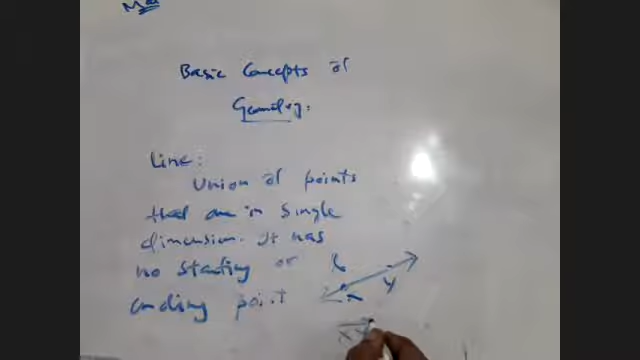 Basic Concepts of
Geometry:
Line:
Union of points
that are in single
dimension. It has
no starting or
ending point
l
x
y
XY